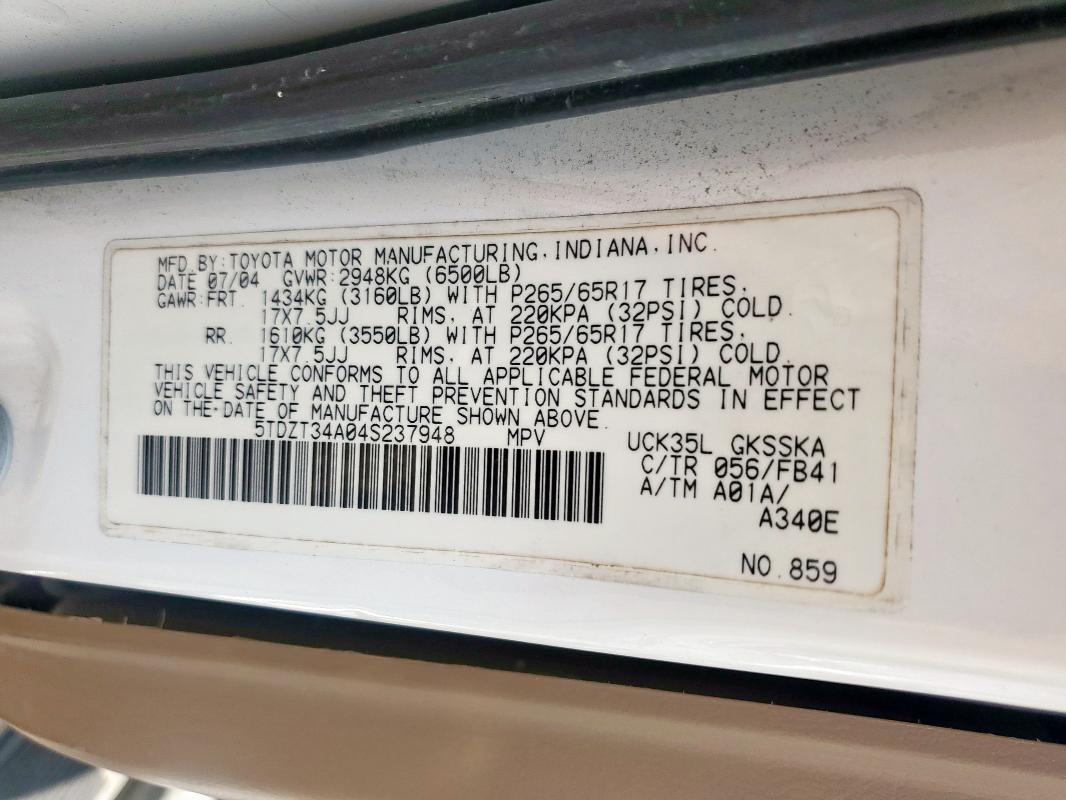 MFD.BY:TOYOTA MOTOR MANUFACTURING, INDIANA, INC.
DATE 07/04 GVWR:2948KG (6500LB)
GAWR:FRT. 1434KG (3160LB) WITH P265/65R17 TIRES,
17X7.5JJ RIMS, AT 220KPA (32PSI) COLD.
RR. 1610KG (3550LB) WITH P265/65R17 TIRES,
17X7.5JJ RIMS, AT 220KPA (32PSI) COLD.
THIS VEHICLE CONFORMS TO ALL APPLICABLE FEDERAL MOTOR
VEHICLE SAFETY AND THEFT PREVENTION STANDARDS IN EFFECT
ON THE DATE OF MANUFACTURE SHOWN ABOVE.
5TDZT34A04S237948 MPV
UCK35L GKSSKA
C/TR 056/FB41
A/TM A01A/
A340E
NO.859